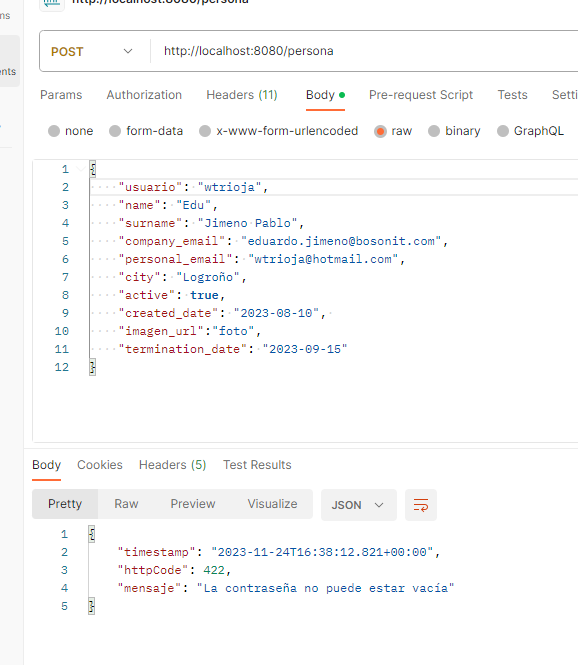 http://localhost:8080/persona
POST http://localhost:8080/persona
Params Authorization Headers (11) Body Pre-request Script Tests
none form-data x-www-form-urlencoded raw binary GraphQL
1 {
2 "usuario": "wtrioja",
3 "name": "Edu",
4 "surname": "Jimeno Pablo",
5 "company_email": "eduardo.jimeno@bosonit.com",
6 "personal_email": "wtrioja@hotmail.com",
7 "city": "Logroño",
8 "active": true,
9 "created_date": "2023-08-10",
10 "imagen_url":"foto",
11 "termination_date": "2023-09-15"
12 }
Body Cookies Headers (5) Test Results
Pretty Raw Preview Visualize JSON
1 {
2 "timestamp": "2023-11-24T16:38:12.821+00:00",
3 "httpCode": 422,
4 "mensaje": "La contraseña no puede estar vacía"
5 }